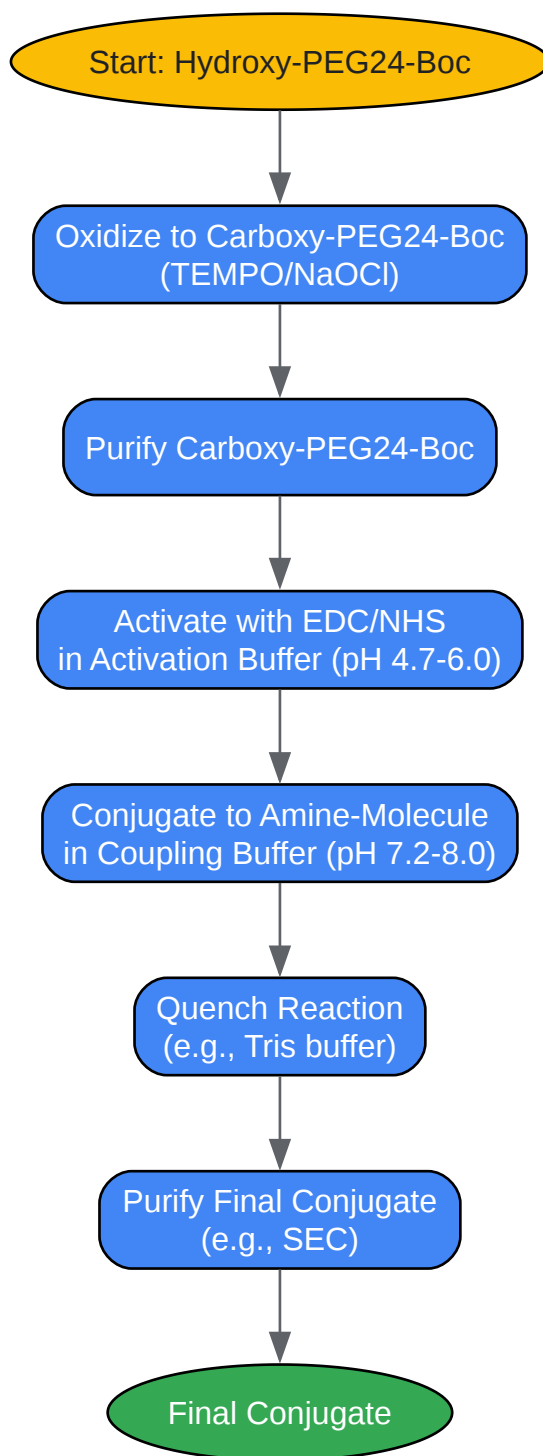 Start: Hydroxy-PEG24-Boc
Oxidize to Carboxy-PEG24-Boc
(TEMPO/NaOCl)
Purify Carboxy-PEG24-Boc
Activate with EDC/NHS
in Activation Buffer (pH 4.7-6.0)
Conjugate to Amine-Molecule
in Coupling Buffer (pH 7.2-8.0)
Quench Reaction
(e.g., Tris buffer)
Purify Final Conjugate
(e.g., SEC)
Final Conjugate